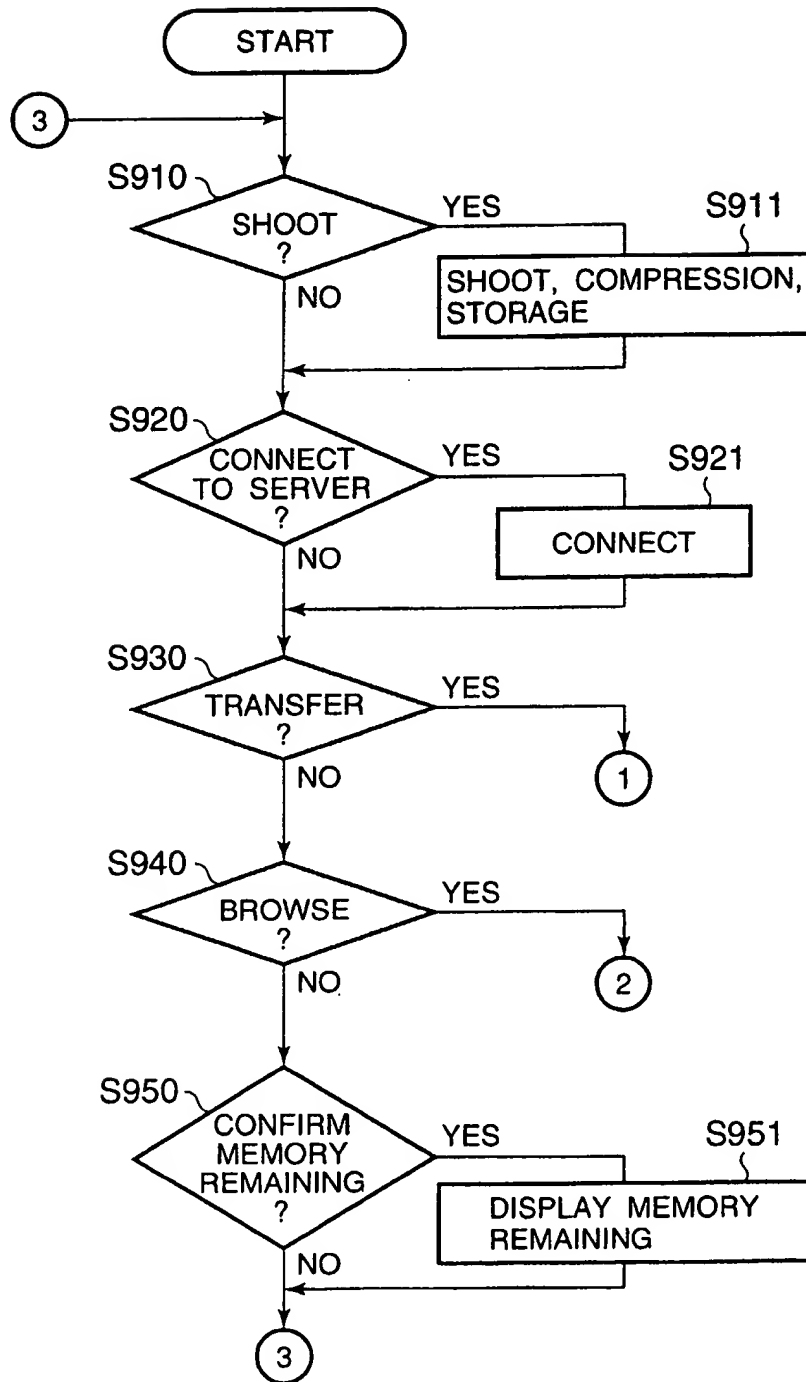 START
3
S910
SHOOT
?
YES
NO
S911
SHOOT, COMPRESSION,
STORAGE
S920
CONNECT
TO SERVER
?
YES
NO
S921
CONNECT
S930
TRANSFER
?
YES
NO
1
S940
BROWSE
?
YES
NO
2
S950
CONFIRM
MEMORY
REMAINING
?
YES
NO
S951
DISPLAY MEMORY
REMAINING
3